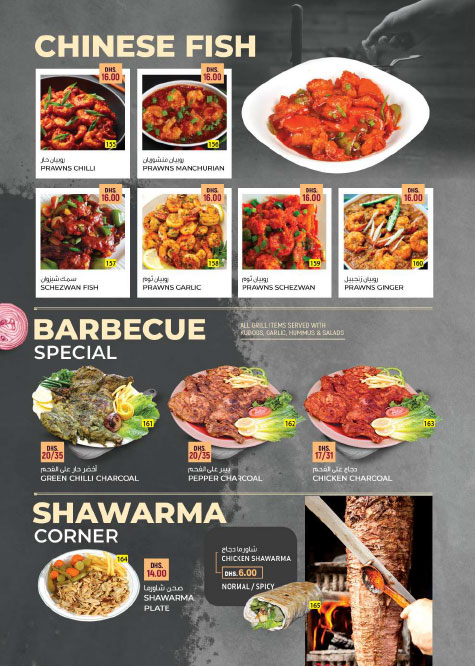 CHINESE FISH
DHS.
16.00
155
روبيان حار
PRAWNS CHILLI
DHS.
16.00
156
روبيان منشوريان
PRAWNS MANCHURIAN
DHS.
16.00
157
سمك شيزوان
SCHEZWAN FISH
DHS.
16.00
158
روبيان ثوم
PRAWNS GARLIC
DHS.
16.00
159
روبيان ثوم
PRAWNS SCHEZWAN
DHS.
16.00
160
روبيان زنجبيل
PRAWNS GINGER
BARBECUE
SPECIAL
ALL GRILL ITEMS SERVED WITH
KUBOOS, GARLIC, HUMMUS & SALADS
161
DHS.
20/35
أخضر حار على الفحم
GREEN CHILLI CHARCOAL
162
DHS.
20/35
بيبر على الفحم
PEPPER CHARCOAL
163
DHS.
17/31
دجاج على الفحم
CHICKEN CHARCOAL
SHAWARMA
CORNER
164
DHS.
14.00
صحن شاورما
SHAWARMA
PLATE
شاورما دجاج
CHICKEN SHAWARMA
DHS. 6.00
NORMAL / SPICY
165